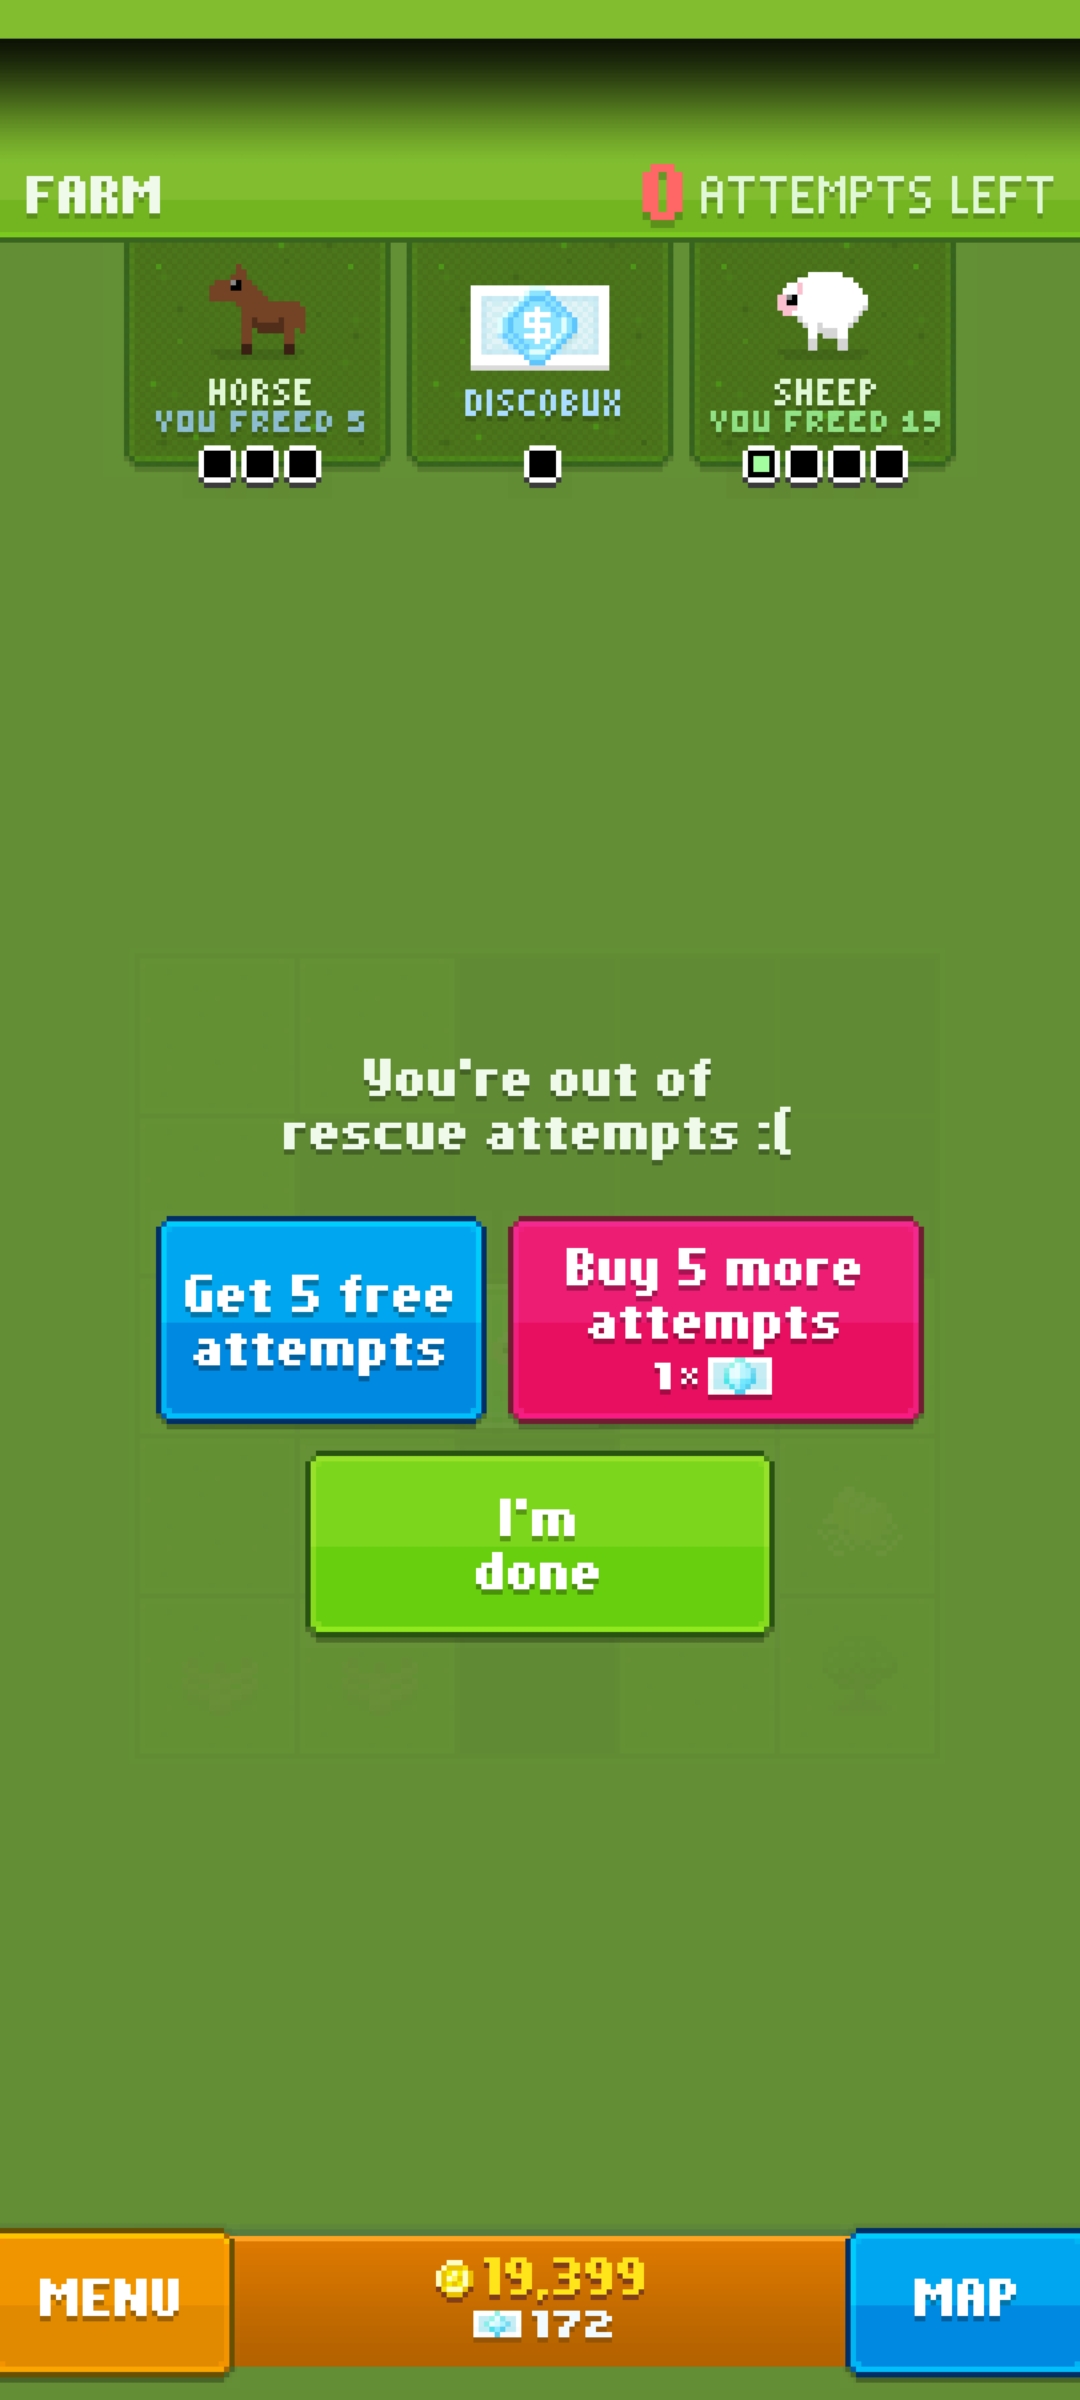 FARM
0 ATTEMPTS LEFT
HORSE
YOU FREED 5
$
DISCOBUX
SHEEP
YOU FREED 19
You're out of
rescue attempts :(
Get 5 free
attempts
Buy 5 more
attempts
1×
I'm
done
MENU
19,399
172
MAP